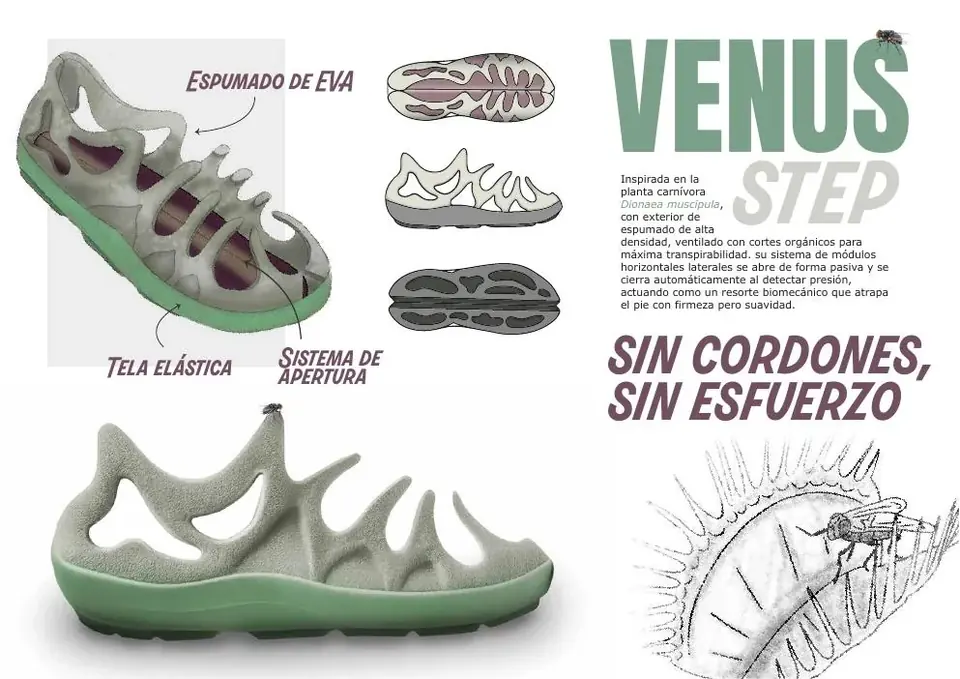 ESPUMADO DE EVA
TELA ELÁSTICA
SISTEMA DE
APERTURA
VENUS
STEP
Inspirada en la
planta carnívora
Dionaea muscipula,
con exterior de
espumado de alta
densidad, ventilado con cortes orgánicos para
máxima transpirabilidad. su sistema de módulos
horizontales laterales se abre de forma pasiva y se
cierra automáticamente al detectar presión,
actuando como un resorte biomecánico que atrapa
el pie con firmeza pero suavidad.
SIN CORDONES,
SIN ESFUERZO